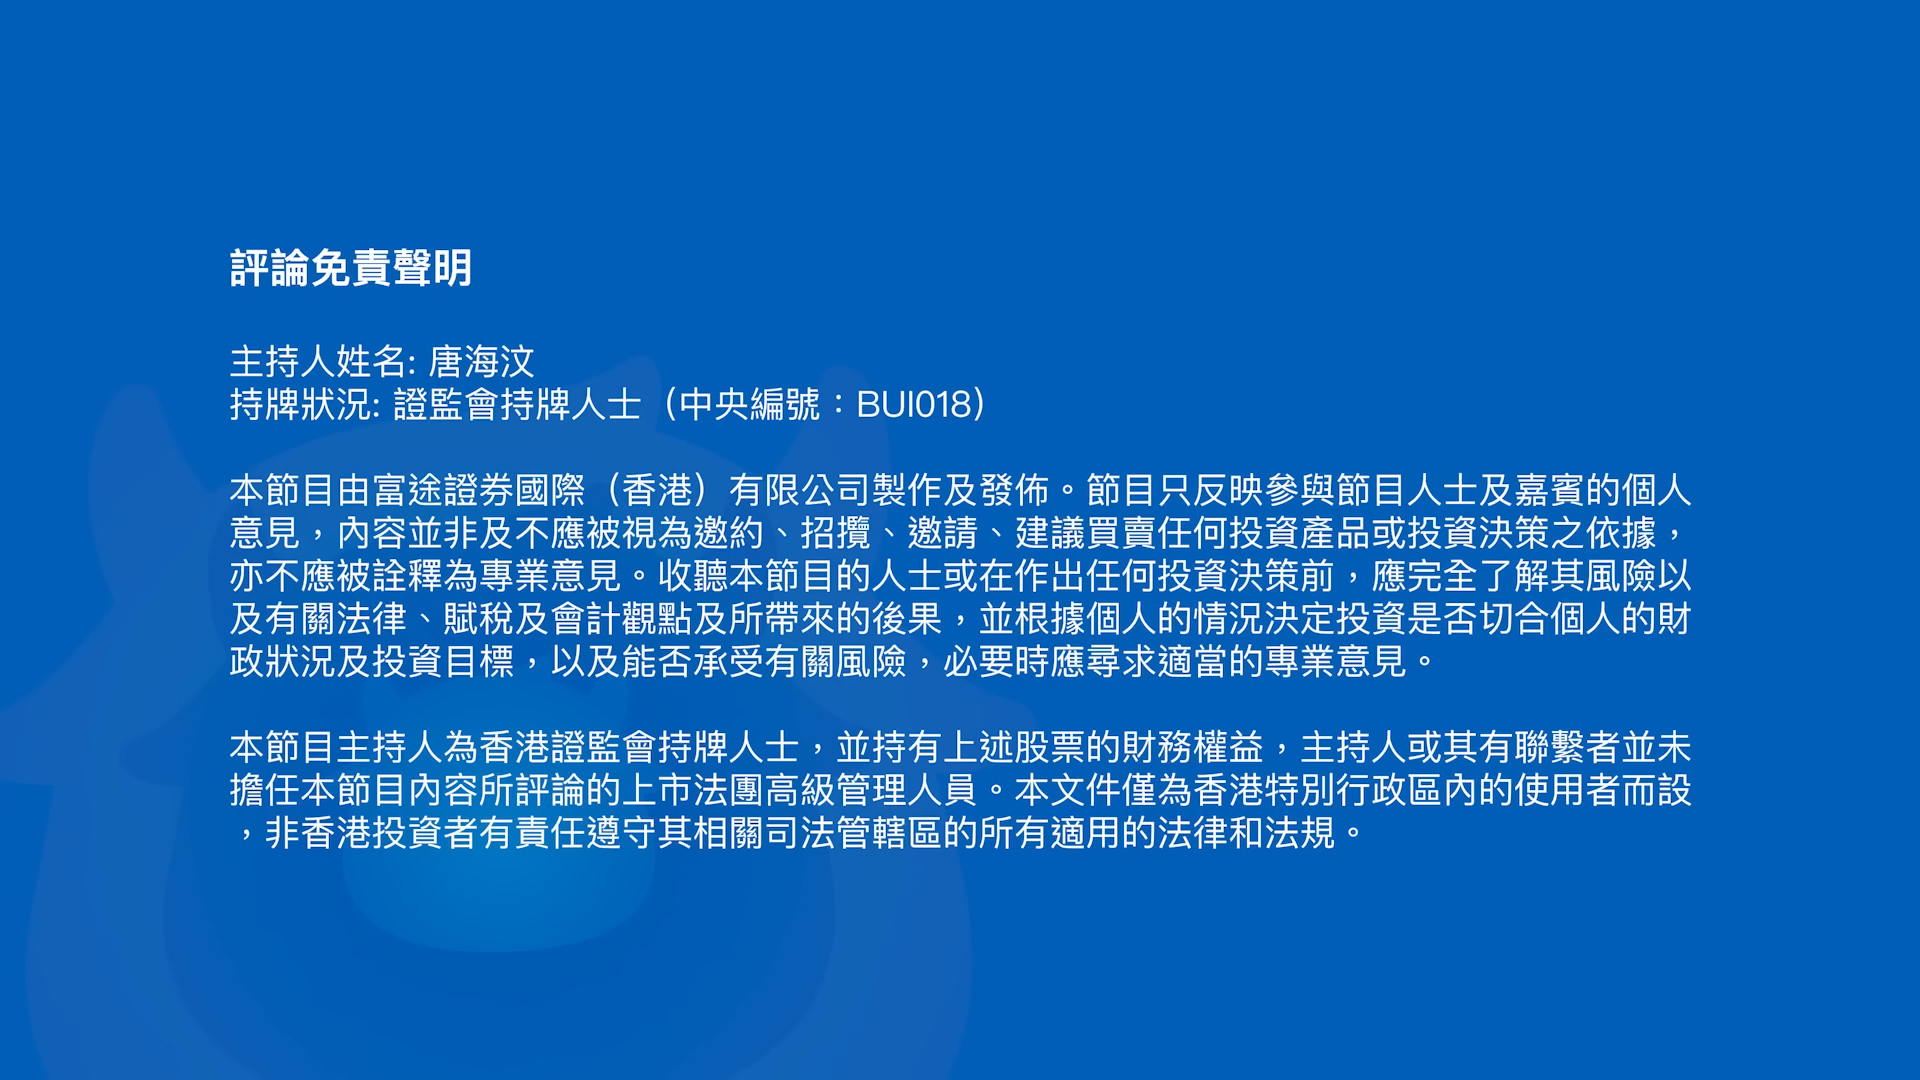 評論免責聲明
主持人姓名: 唐海汶
持牌狀況: 證監會持牌人士（中央編號：BUI018）
本節目由富途證券國際（香港）有限公司製作及發佈。節目只反映參與節目人士及嘉賓的個人
意見，內容並非及不應被視為邀約、招攬、邀請、建議買賣任何投資產品或投資決策之依據，
亦不應被詮釋為專業意見。收聽本節目的人士或在作出任何投資決策前，應完全了解其風險以
及有關法律、賦稅及會計觀點及所帶來的後果，並根據個人的情況決定投資是否切合個人的財
政狀況及投資目標，以及能否承受有關風險，必要時應尋求適當的專業意見。
本節目主持人為香港證監會持牌人士，並持有上述股票的財務權益，主持人或其有聯繫者並未
擔任本節目內容所評論的上市法團高級管理人員。本文件僅為香港特別行政區內的使用者而設
，非香港投資者有責任遵守其相關司法管轄區的所有適用的法律和法規。